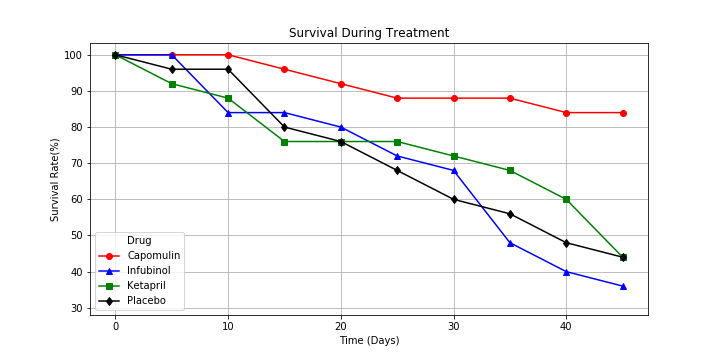 Survival During Treatment
Survival Rate(%)
100
90
80
70
60
50
40
30
Drug
Capomulin
Infubinol
Ketapril
Placebo
0 10 20 30 40
Time (Days)